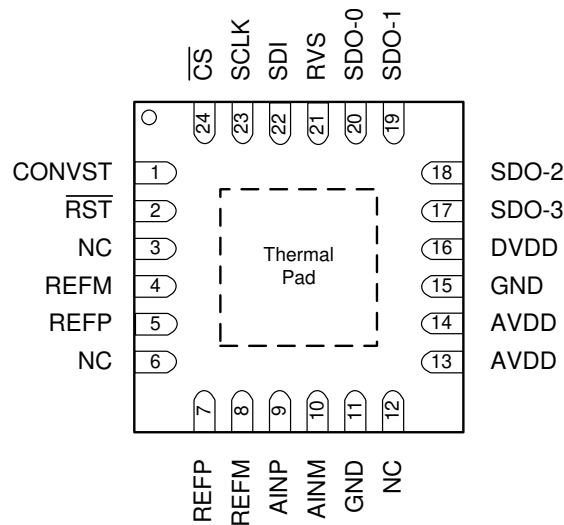 CS
SCLK
SDI
RVS
SDO-0
SDO-1
24
23
22
21
20
19
CONVST 1
RST 2
NC 3
REFM 4
REFP 5
NC 6
Thermal
Pad
18 SDO-2
17 SDO-3
16 DVDD
15 GND
14 AVDD
13 AVDD
7
8
9
10
11
12
REFP
REFM
AINP
AINM
GND
NC